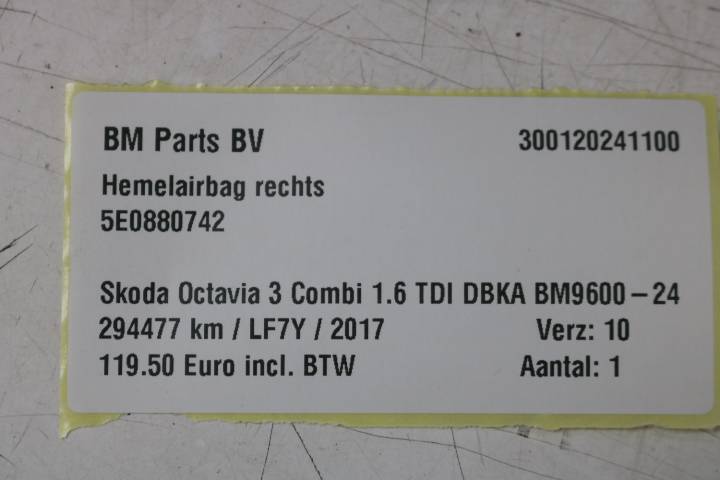 BM Parts BV 300120241100
Hemelairbag rechts
5E0880742
Skoda Octavia 3 Combi 1.6 TDI DBKA BM9600-24
294477 km / LF7Y / 2017 Verz: 10
119.50 Euro incl. BTW Aantal: 1